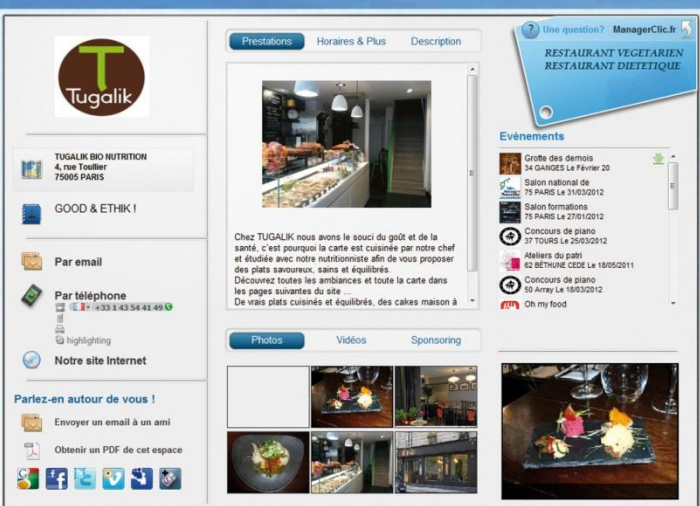 Tugalik
TUGALIK BIO NUTRITION
4, rue Toullier
75005 PARIS
GOOD & ETHIK !
Par email
Par téléphone
+33 1 43 54 41 49
highlighting
Notre site Internet
Parlez-en autour de vous !
Envoyer un email à un ami
Obtenir un PDF de cet espace
Prestations Horaires & Plus Description
Chez TUGALIK nous avons le souci du goût et de la
santé, c'est pourquoi la carte est cuisinée par notre chef
et étudiée avec notre nutritionniste afin de vous proposer
des plats savoureux, sains et équilibrés.
Découvrez toutes les ambiances et toute la carte dans
les pages suivantes du site ...
De vrais plats cuisinés et équilibrés, des cakes maison à
Photos Vidéos Sponsoring
? Une question? ManagerClic.fr
RESTAURANT VEGETARIEN
RESTAURANT DIETETIQUE
Evènements
Grotte des demois
34 GANGES Le Février 20
Salon national de
75 PARIS Le 31/03/2012
Salon formations
75 PARIS Le 27/01/2012
Concours de piano
37 TOURS Le 25/03/2012
Ateliers du patri
62 BÉTHUNE CEDE Le 18/05/2011
Concours de piano
50 Array Le 18/03/2012
Oh my food